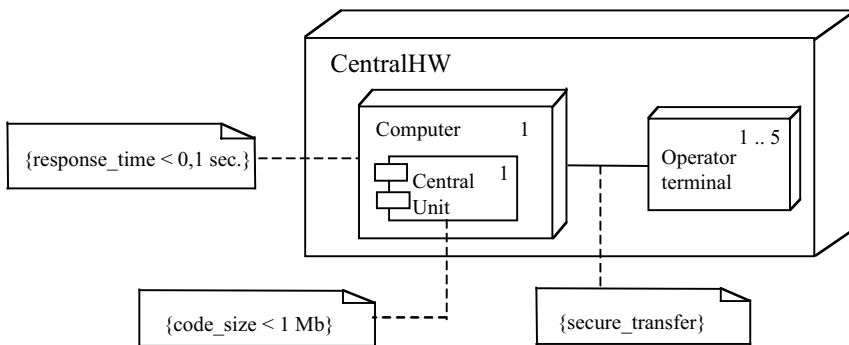 CentralHW
Computer 1
1 .. 5
Operator
terminal
{response_time < 0,1 sec.}
Central 1
Unit
{code_size < 1 Mb}
{secure_transfer}